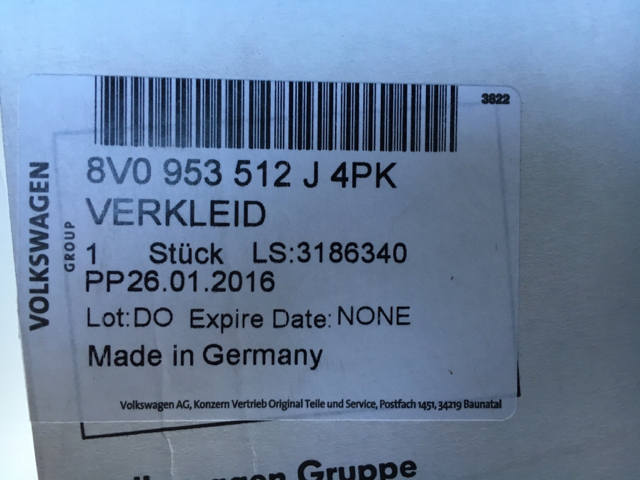 3822
8V0 953 512 J 4PK
VERKLEID
1 Stück LS:3186340
PP26.01.2016
Lot:DO Expire Date: NONE
Made in Germany
VOLKSWAGEN
GROUP
Volkswagen AG, Konzern Vertrieb Original Teile und Service, Postfach 1451, 34219 Baunatal
Gruppe